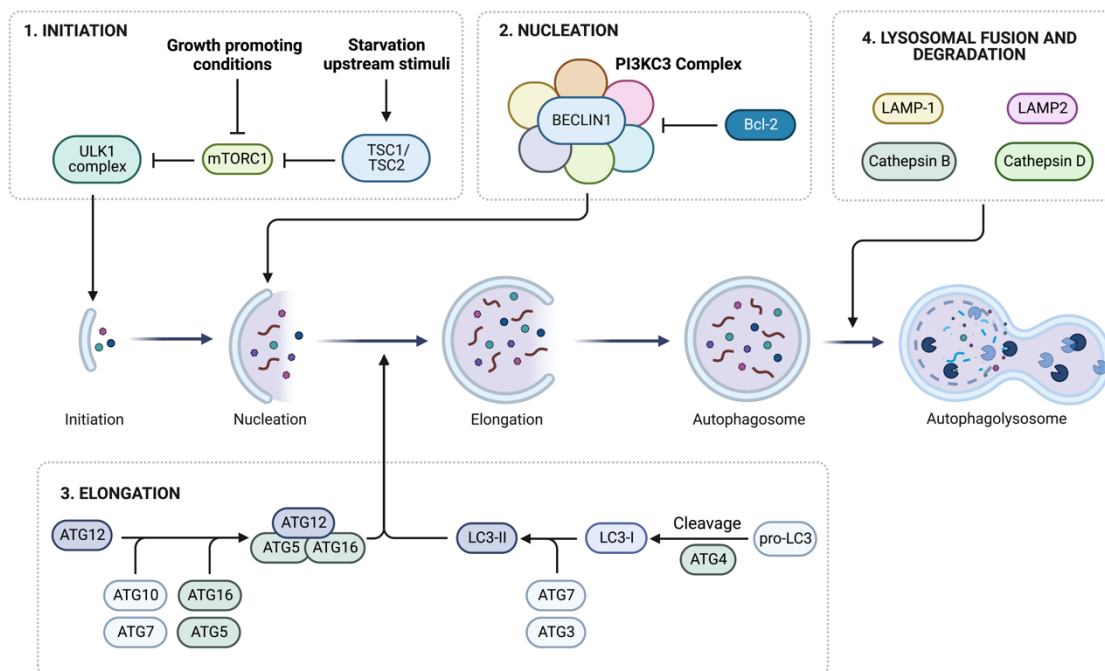 1. INITIATION
Growth promoting
conditions
Starvation
upstream stimuli
ULK1
complex
mTORC1
TSC1/
TSC2
2. NUCLEATION
PI3KC3 Complex
BECLIN1
Bcl-2
4. LYSOSOMAL FUSION AND
DEGRADATION
LAMP-1
LAMP2
Cathepsin B
Cathepsin D
Initiation
Nucleation
Elongation
Autophagosome
Autophagolysosome
3. ELONGATION
ATG12
ATG10
ATG7
ATG16
ATG5
ATG12
ATG5
ATG16
LC3-II
LC3-I
Cleavage
ATG4
pro-LC3
ATG7
ATG3